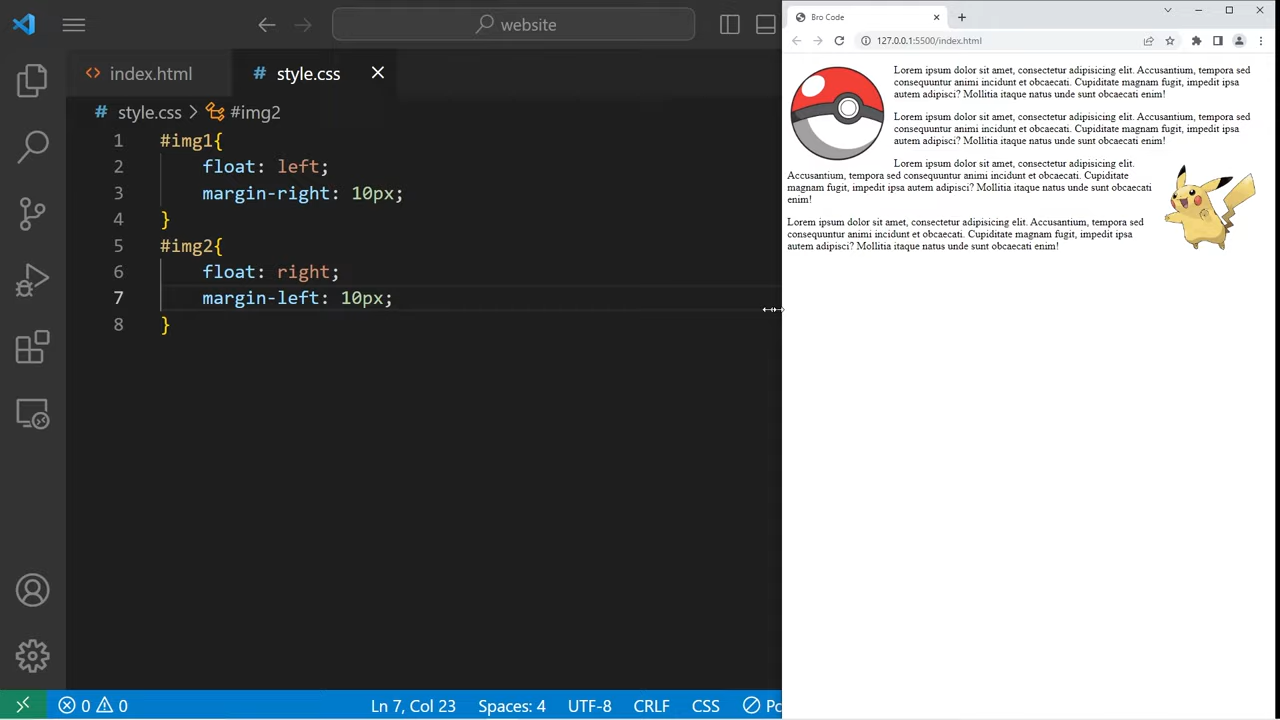 website
index.html
# style.css
# style.css > #img2
1 #img1{
2 float: left;
3 margin-right: 10px;
4 }
5 #img2{
6 float: right;
7 margin-left: 10px;
8 }
0 0
Ln 7, Col 23 Spaces: 4 UTF-8 CRLF CSS Po
Bro Code
127.0.0.1:5500/index.html
Lorem ipsum dolor sit amet, consectetur adipisicing elit. Accusantium, tempora sed
consequuntur animi incidunt et obcaecati. Cupiditate magnam fugit, impedit ipsa
autem adipisci? Mollitia itaque natus unde sunt obcaecati enim!
Lorem ipsum dolor sit amet, consectetur adipisicing elit. Accusantium, tempora sed
consequuntur animi incidunt et obcaecati. Cupiditate magnam fugit, impedit ipsa
autem adipisci? Mollitia itaque natus unde sunt obcaecati enim!
Lorem ipsum dolor sit amet, consectetur adipisicing elit.
Accusantium, tempora sed consequuntur animi incidunt et obcaecati. Cupiditate
magnam fugit, impedit ipsa autem adipisci? Mollitia itaque natus unde sunt obcaecati
enim!
Lorem ipsum dolor sit amet, consectetur adipisicing elit. Accusantium, tempora sed
consequuntur animi incidunt et obcaecati. Cupiditate magnam fugit, impedit ipsa
autem adipisci? Mollitia itaque natus unde sunt obcaecati enim!